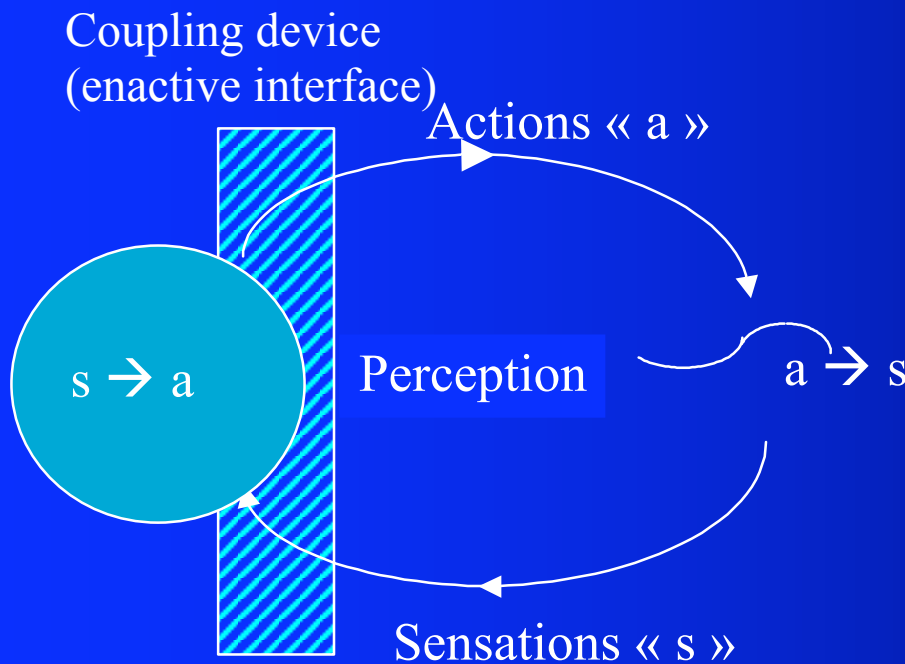 Coupling device
(enactive interface)
Actions « a »
s → a
Perception
a → s
Sensations « s »